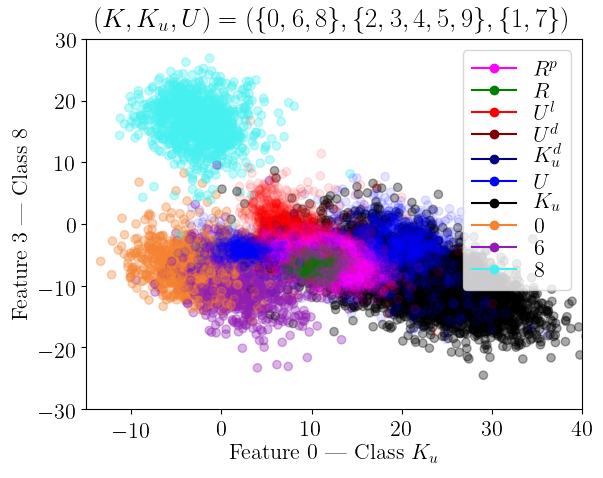 (K, K_u, U) = ({0, 6, 8}, {2, 3, 4, 5, 9}, {1, 7})
30
20
10
0
−10
−20
−30
Feature 3 — Class 8
R^p
R
U^l
U^d
K_u^d
U
K_u
0
6
8
−10 0 10 20 30 40
Feature 0 — Class K_u